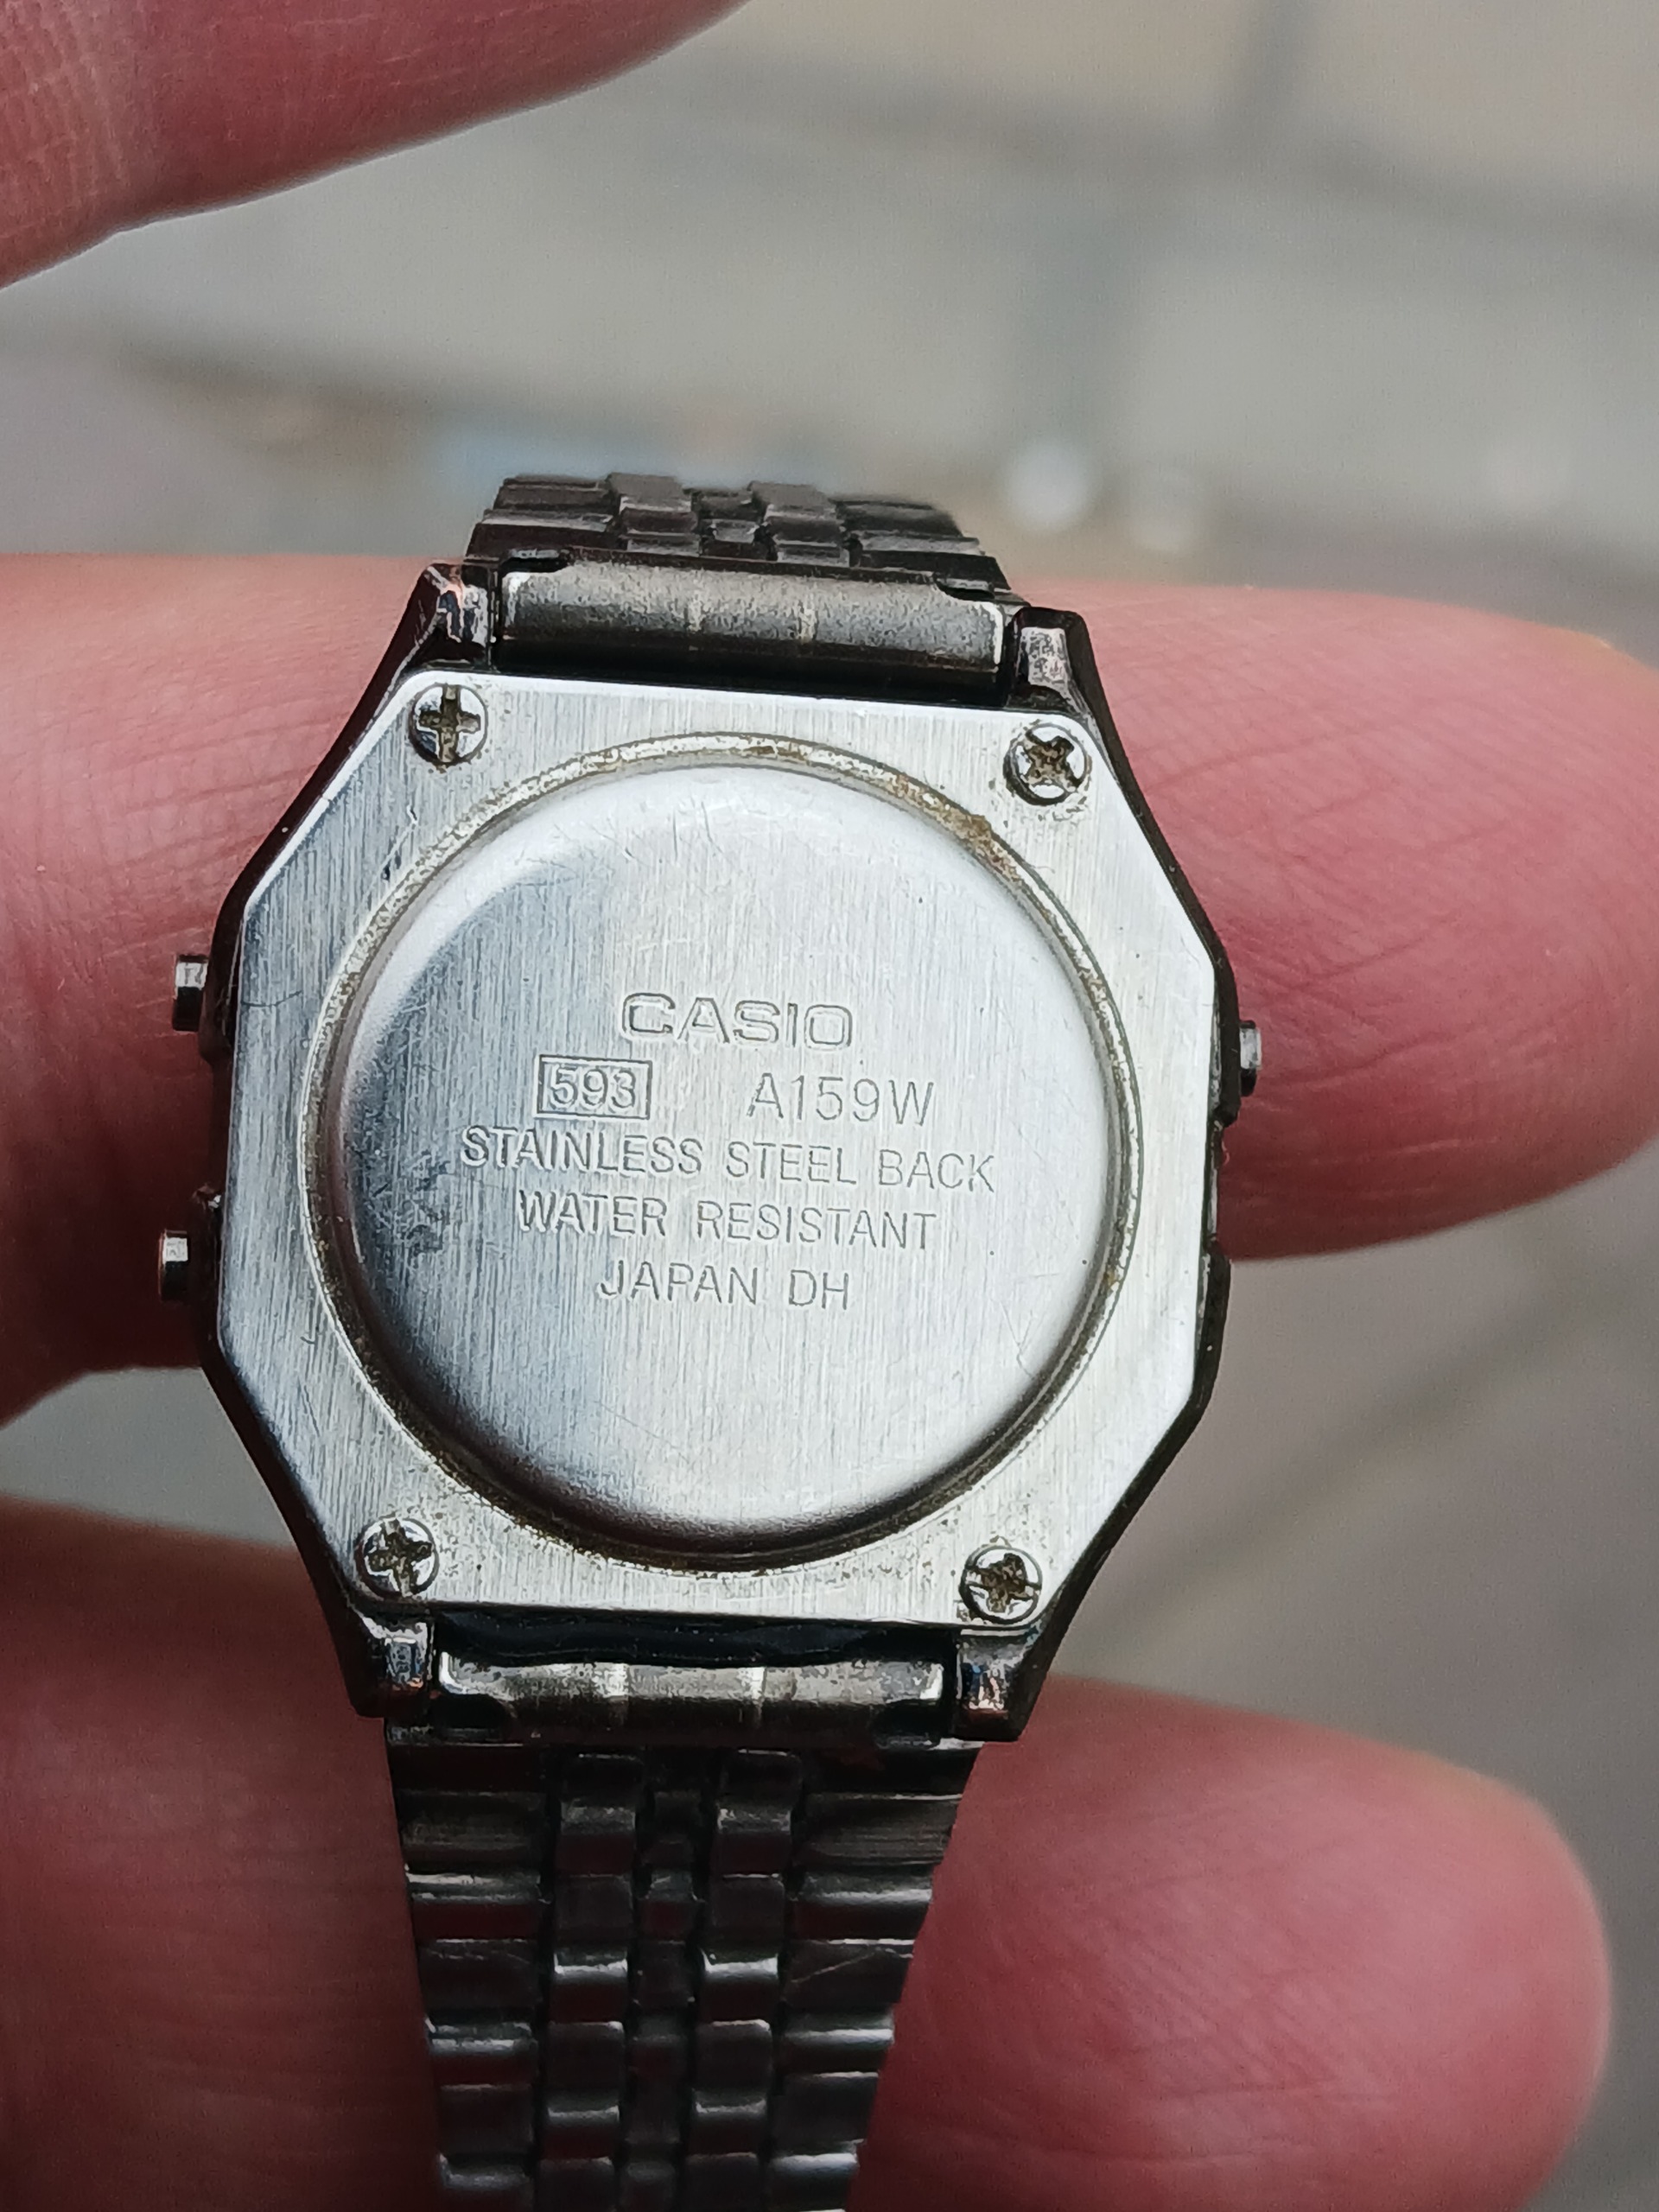 CASIO
593 A159W
STAINLESS STEEL BACK
WATER RESISTANT
JAPAN DH